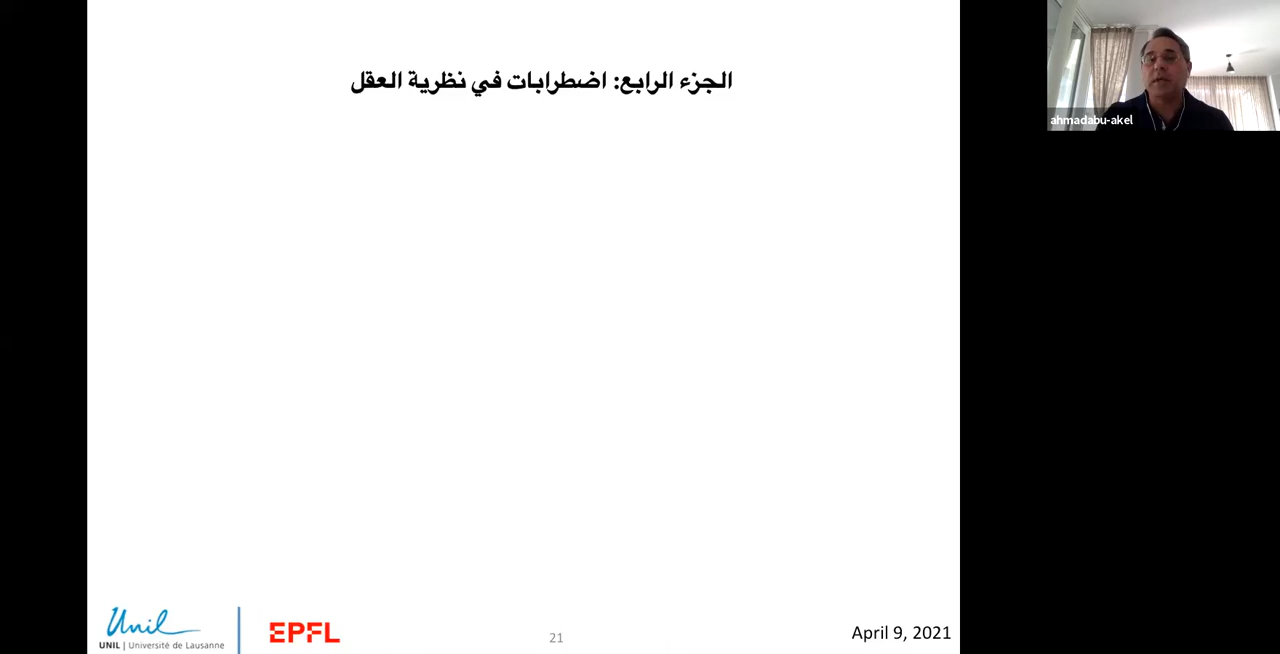 الجزء الرابع: اضطرابات في نظرية العقل
ahmadabu-akel
Unil
UNIL | Université de Lausanne
EPFL
21
April 9, 2021